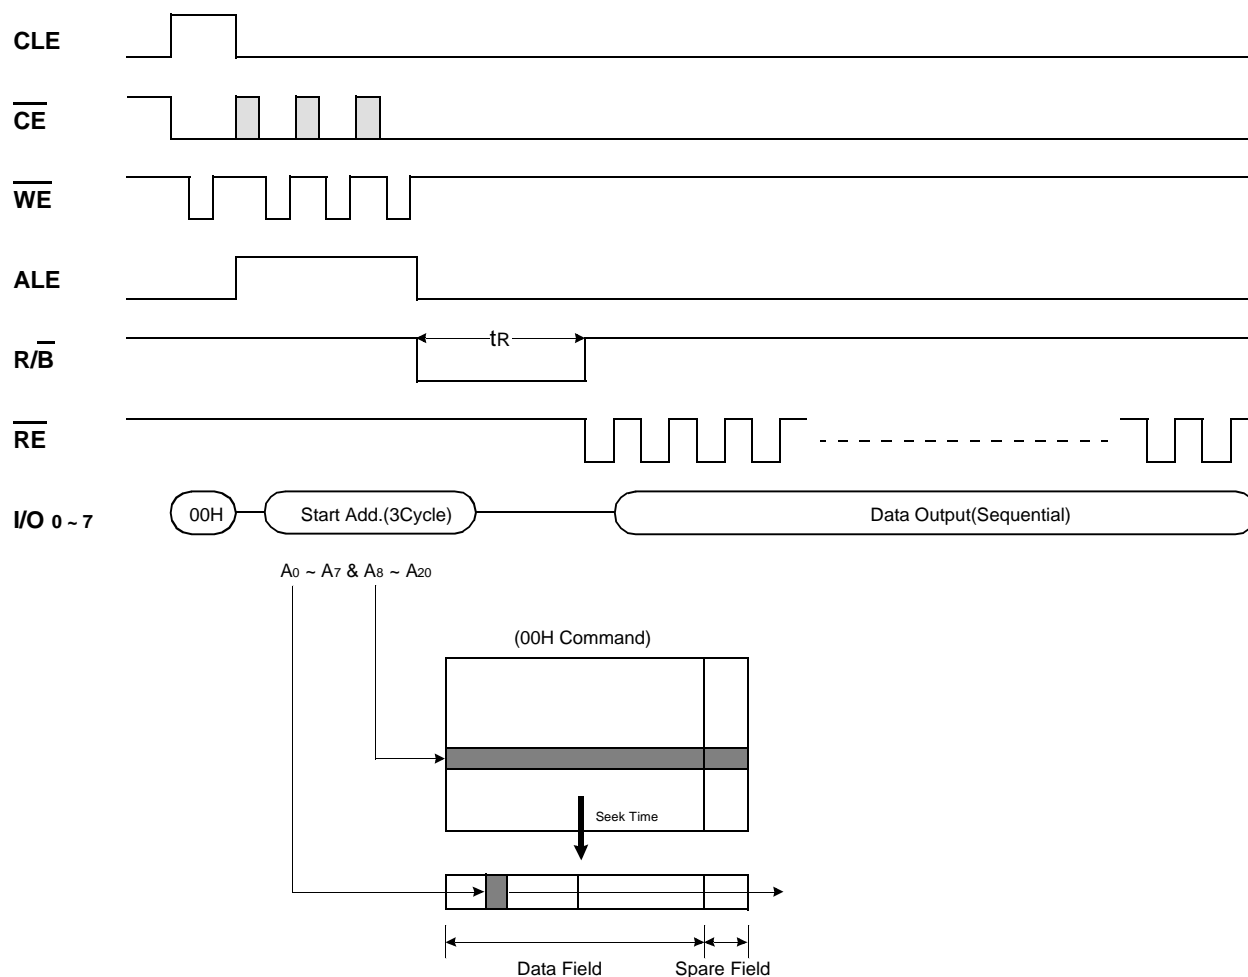 CLE
CE
WE
ALE
R/B
tR
RE
I/O 0 ~ 7
00H
Start Add.(3Cycle)
Data Output(Sequential)
A0 ~ A7 & A8 ~ A20
(00H Command)
Seek Time
Data Field
Spare Field